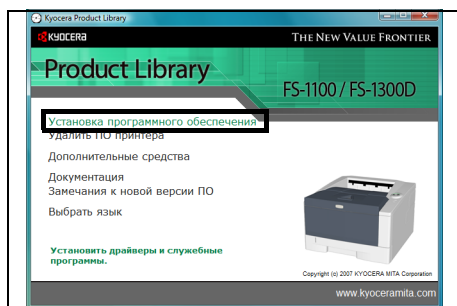 Kyocera Product Library
KYOCERA
THE NEW VALUE FRONTIER
Product Library
FS-1100 / FS-1300D
Установка программного обеспечения
Удалить ПО принтера
Дополнительные средства
Документация
Замечания к новой версии ПО
Выбрать язык
Установить драйверы и служебные
программы.
Copyright (c) 2007 KYOCERA MITA Corporation
www.kyoceramita.com